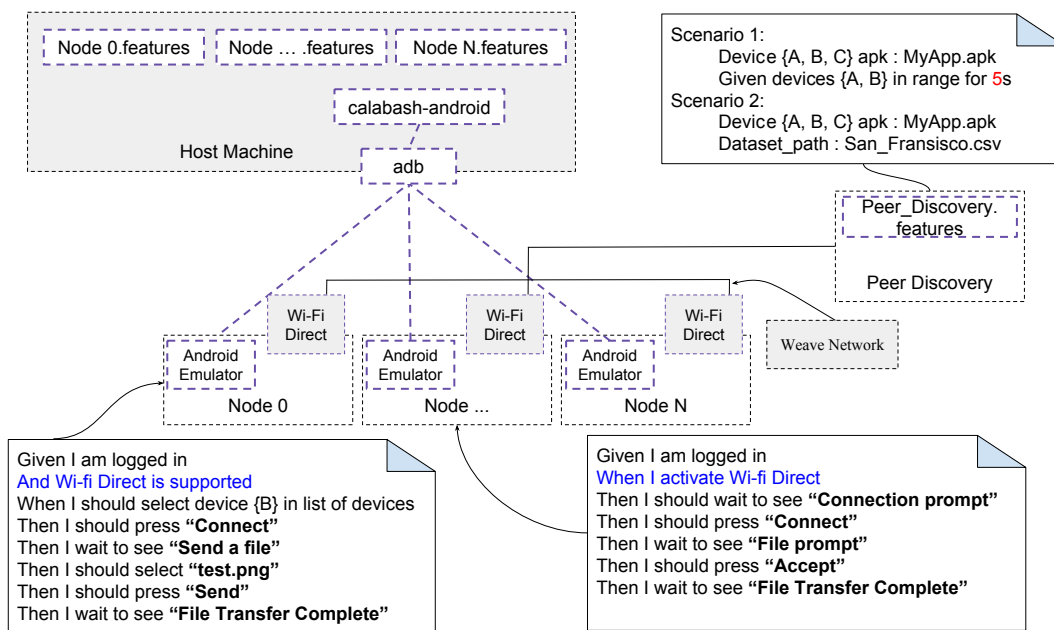 Node 0.features
Node ... .features
Node N.features
calabash-android
Host Machine
adb
Scenario 1:
Device {A, B, C} apk : MyApp.apk
Given devices {A, B} in range for 5s
Scenario 2:
Device {A, B, C} apk : MyApp.apk
Dataset_path : San_Fransisco.csv
Peer_Discovery.
features
Peer Discovery
Wi-Fi
Direct
Wi-Fi
Direct
Wi-Fi
Direct
Weave Network
Android
Emulator
Android
Emulator
Android
Emulator
Node 0
Node ...
Node N
Given I am logged in
And Wi-fi Direct is supported
When I should select device {B} in list of devices
Then I should press “Connect”
Then I wait to see “Send a file”
Then I should select “test.png”
Then I should press “Send”
Then I wait to see “File Transfer Complete”
Given I am logged in
When I activate Wi-fi Direct
Then I should wait to see “Connection prompt”
Then I should press “Connect”
Then I wait to see “File prompt”
Then I should press “Accept”
Then I wait to see “File Transfer Complete”